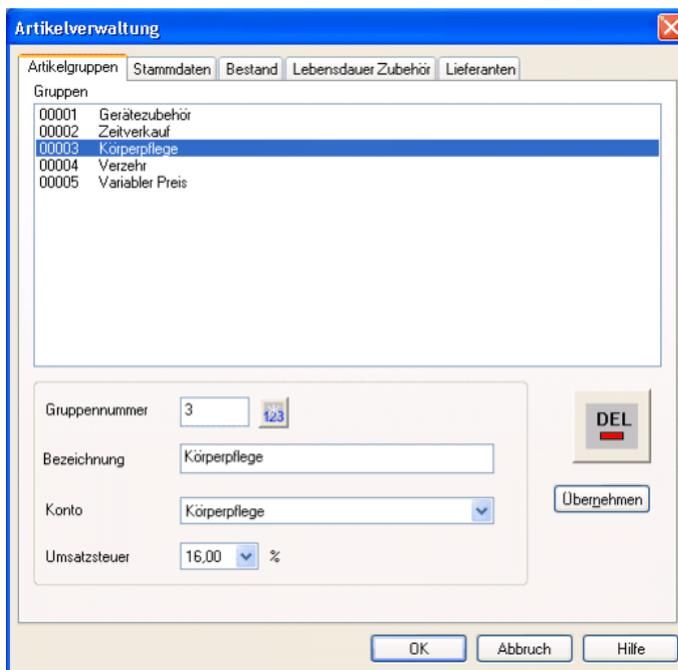 Artikelverwaltung
Artikelgruppen Stammdaten Bestand Lebensdauer Zubehör Lieferanten
Gruppen
00001 Gerätezubehör
00002 Zeitverkauf
00003 Körperpflege
00004 Verzehr
00005 Variabler Preis
Gruppennummer 3 123
DEL
Bezeichnung Körperpflege
Übernehmen
Konto Körperpflege
Umsatzsteuer 16,00 %
OK Abbruch Hilfe